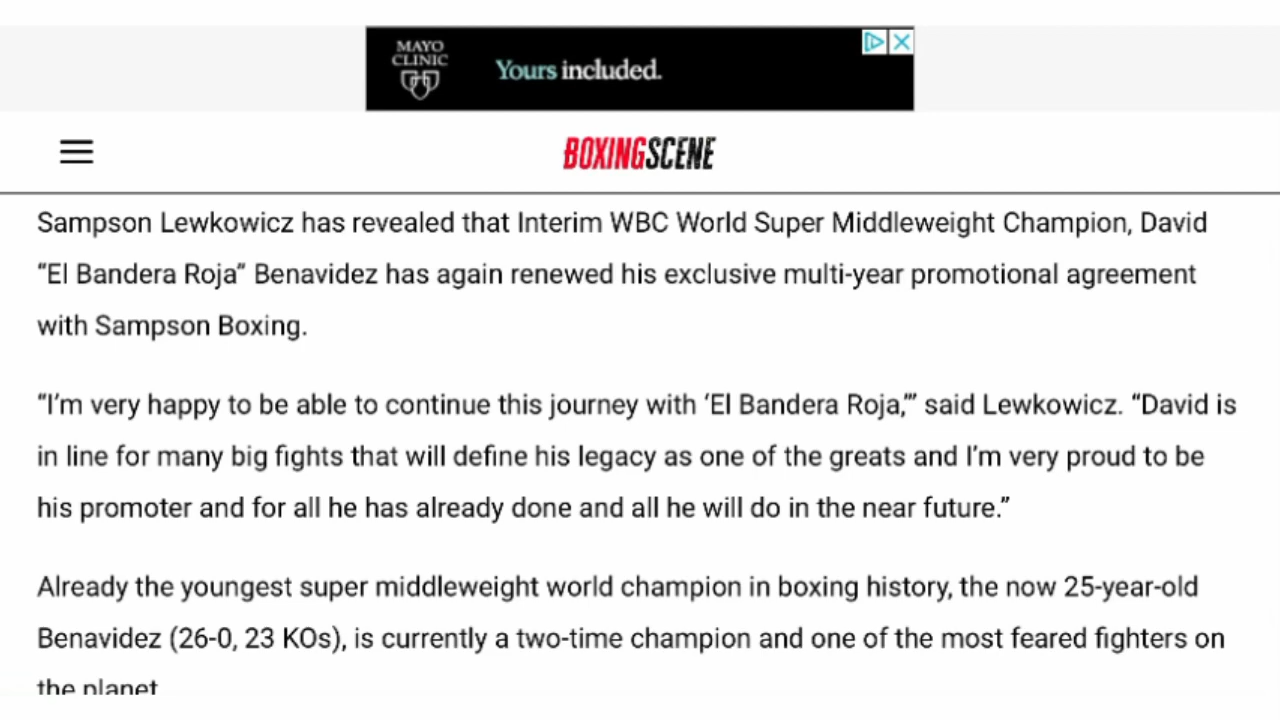 MAYO
CLINIC
Yours included.
BOXINGSCENE
Sampson Lewkowicz has revealed that Interim WBC World Super Middleweight Champion, David
“El Bandera Roja” Benavidez has again renewed his exclusive multi-year promotional agreement
with Sampson Boxing.
“I’m very happy to be able to continue this journey with ‘El Bandera Roja,’” said Lewkowicz. “David is
in line for many big fights that will define his legacy as one of the greats and I’m very proud to be
his promoter and for all he has already done and all he will do in the near future.”
Already the youngest super middleweight world champion in boxing history, the now 25-year-old
Benavidez (26-0, 23 KOs), is currently a two-time champion and one of the most feared fighters on
the planet